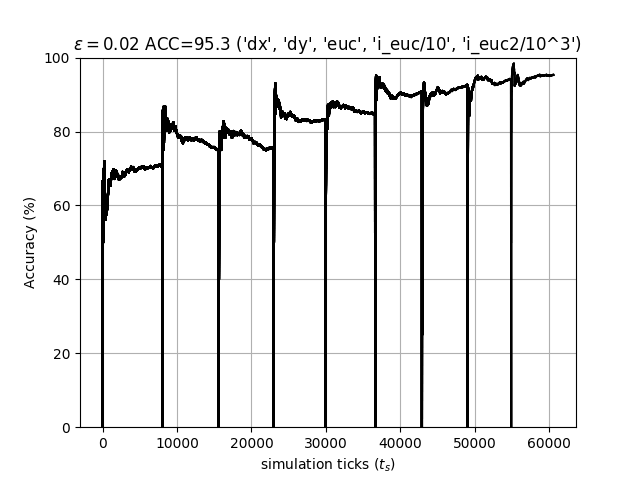 ε = 0.02 ACC=95.3 ('dx', 'dy', 'euc', 'i_euc/10', 'i_euc2/10^3')
100
80
60
40
20
0
Accuracy (%)
0 10000 20000 30000 40000 50000 60000
simulation ticks (tₛ)